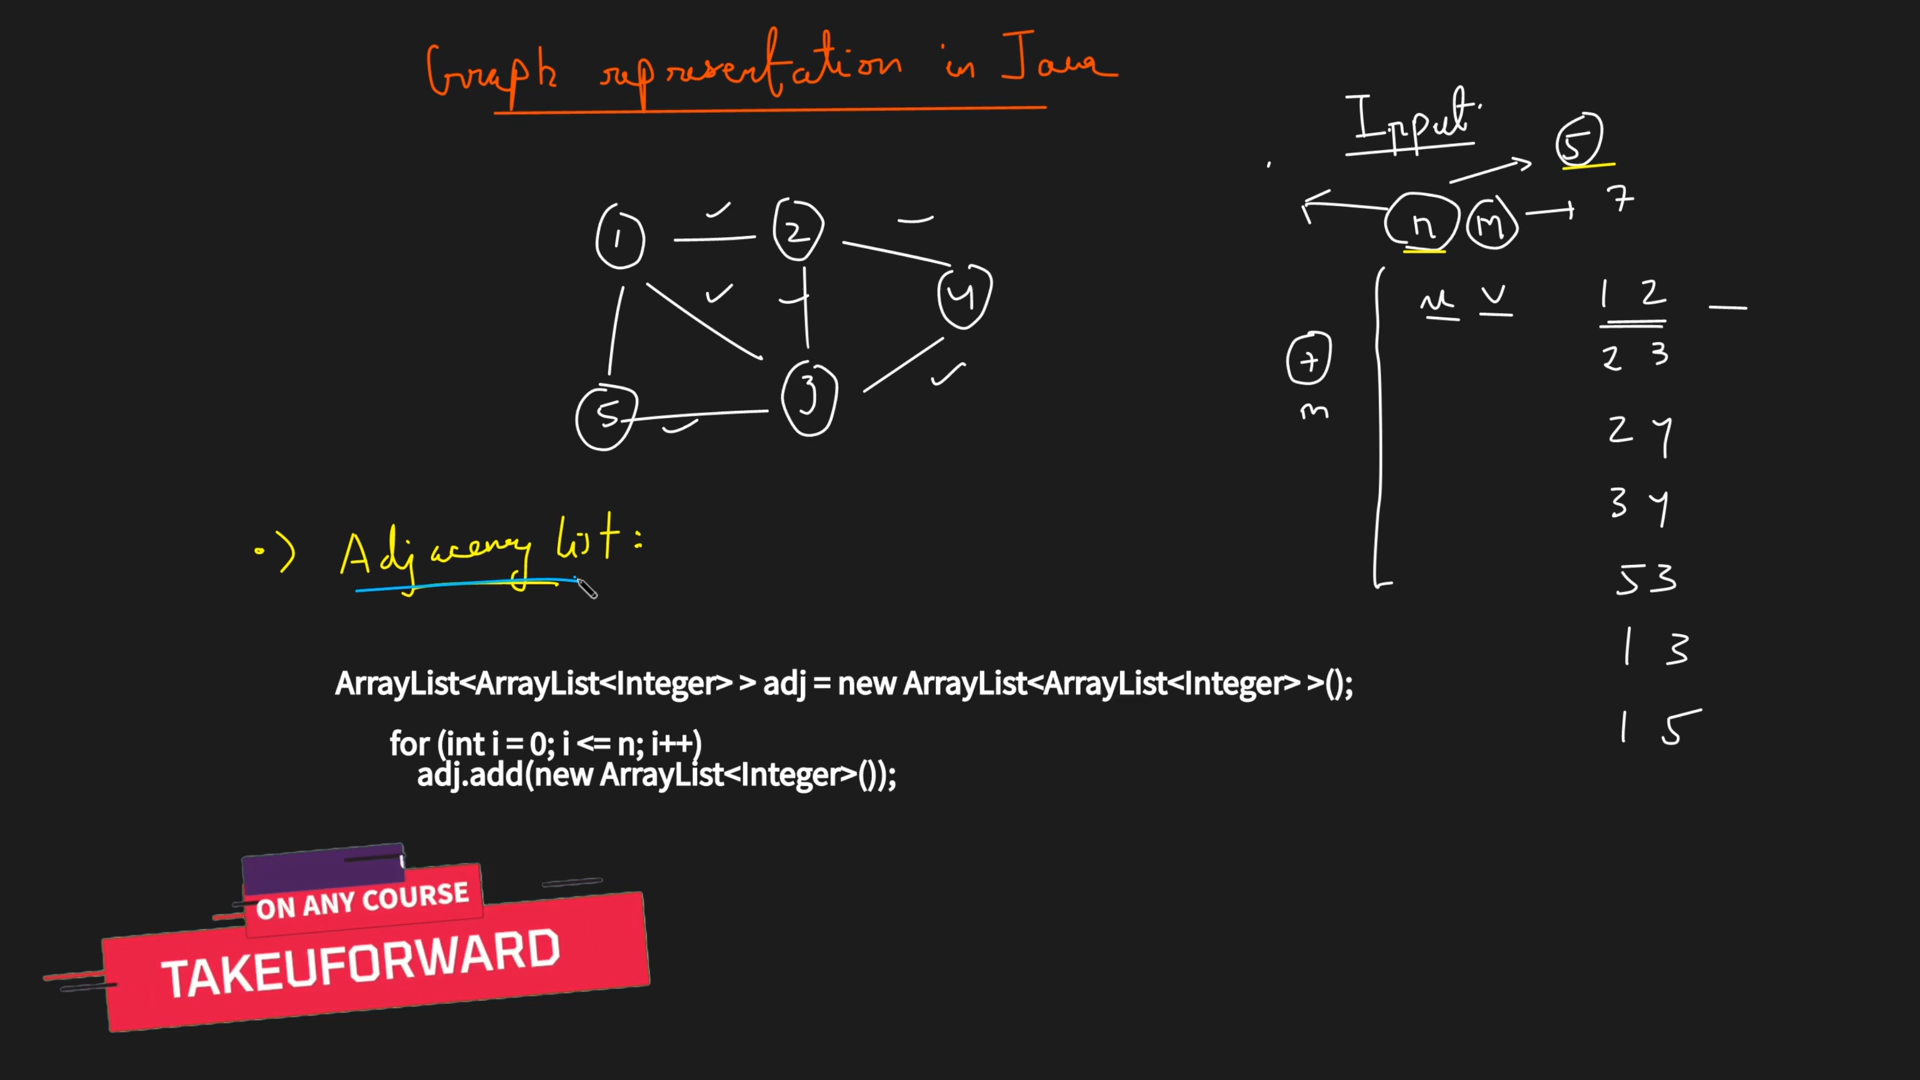 Graph representation in Java
Input
5
n m 7
u v 1 2
2 3
2 4
3 4
5 3
1 3
1 5
m
1 2
4
5 3
.) Adjacency list:
ArrayList<ArrayList<Integer> > adj = new ArrayList<ArrayList<Integer> >();
for (int i = 0; i <= n; i++)
adj.add(new ArrayList<Integer>());
ON ANY COURSE
TAKEUFORWARD